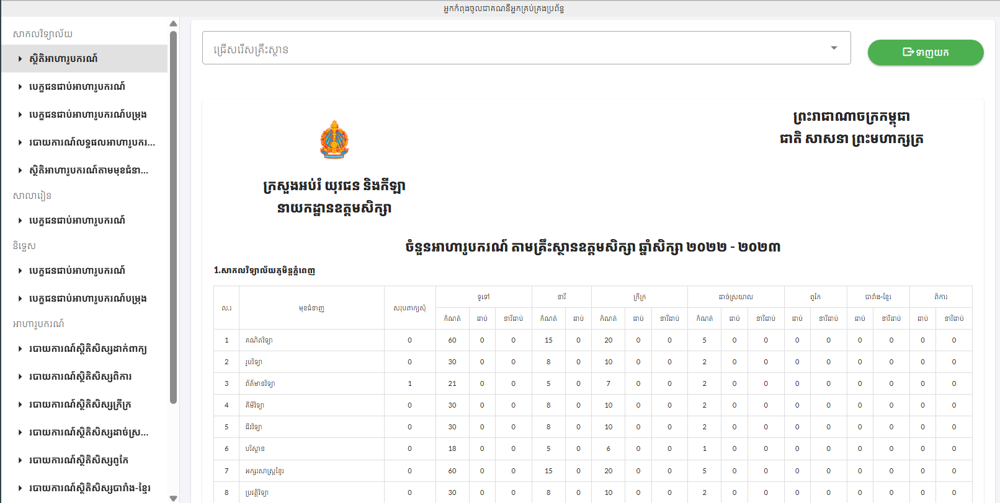 អ្នកកំពុងចូលជាគណនីអ្នកគ្រប់គ្រងប្រព័ន្ធ
សាកលវិទ្យាល័យ
ស្ថិតិអាហារូបករណ៍
បេក្ខជនជាប់អាហារូបករណ៍
បេក្ខជនជាប់អាហារូបករណ៍បម្រុង
របាយការណ៍លទ្ធផលអាហារូបករ...
ស្ថិតិអាហារូបករណ៍តាមមុខជំនា...
សាលារៀន
បេក្ខជនជាប់អាហារូបករណ៍
និទ្ទេស
បេក្ខជនជាប់អាហារូបករណ៍
បេក្ខជនជាប់អាហារូបករណ៍បម្រុង
អាហារូបករណ៍
របាយការណ៍ស្ថិតិសិស្សដាក់ពាក្យ
របាយការណ៍ស្ថិតិសិស្សពិការ
របាយការណ៍ស្ថិតិសិស្សក្រីក្រ
របាយការណ៍ស្ថិតិសិស្សដាច់ស្រ...
របាយការណ៍ស្ថិតិសិស្សពូកែ
របាយការណ៍ស្ថិតិសិស្សបារាំង-ខ្មែរ
ជ្រើសរើសគ្រឹះស្ថាន
ទាញយក
ព្រះរាជាណាចក្រកម្ពុជា
ជាតិ សាសនា ព្រះមហាក្សត្រ
ក្រសួងអប់រំ យុវជន និងកីឡា
នាយកដ្ឋានឧត្តមសិក្សា
ចំនួនអាហារូបករណ៍ តាមគ្រឹះស្ថានឧត្តមសិក្សា ឆ្នាំសិក្សា ២០២២ - ២០២៣
1.សាកលវិទ្យាល័យភូមិន្ទភ្នំពេញ
ល.រ មុខជំនាញ សរុបពាក្យសុំ ទូទៅ នារី ក្រីក្រ ដាច់ស្រយាល ពូកែ បារាំង-ខ្មែរ ពិការ
កំណត់ ជាប់ នារីជាប់ កំណត់ ជាប់ កំណត់ ជាប់ នារីជាប់ កំណត់ ជាប់ នារីជាប់ ជាប់ នារីជាប់ ជាប់ នារីជាប់ ជាប់ នារីជាប់
1 គណិតវិទ្យា 0 60 0 0 15 0 20 0 0 5 0 0 0 0 0 0 0 0
2 រូបវិទ្យា 0 30 0 0 8 0 10 0 0 2 0 0 0 0 0 0 0 0
3 ព័ត៌មានវិទ្យា 1 21 0 0 5 0 7 0 0 2 0 0 0 0 0 0 0 0
4 គីមីវិទ្យា 0 30 0 0 8 0 10 0 0 2 0 0 0 0 0 0 0 0
5 ជីវវិទ្យា 0 30 0 0 8 0 10 0 0 2 0 0 0 0 0 0 0 0
6 បរិស្ថាន 0 18 0 0 5 0 6 0 0 1 0 0 0 0 0 0 0 0
7 អក្សរសាស្ត្រខ្មែរ 0 60 0 0 15 0 20 0 0 5 0 0 0 0 0 0 0 0
8 ប្រវត្តិវិទ្យា 0 30 0 0 8 0 10 0 0 2 0 0 0 0 0 0 0 0